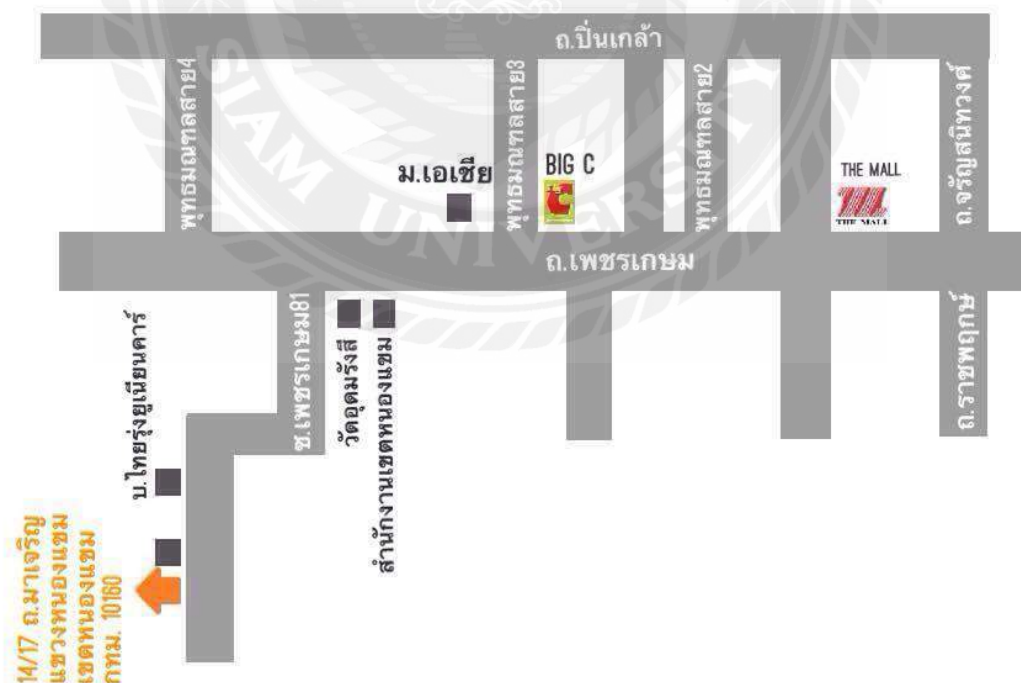 ถ.ปิ่นเกล้า
พุทธมณฑลสาย4
พุทธมณฑลสาย3
พุทธมณฑลสาย2
ถ.จรัญสนิทวงศ์
ม.เอเชีย
BIG C
THE MALL
THE MALL
SIAM UNIVERSITY
ถ.เพชรเกษม
ซ.เพชรเกษม81
วัดอุดมรังสี
สำนักงานเขตหนองแขม
ถ.ราชพฤกษ์
บ.ไทยรุ่งยูเนียนคาร์
14/17 ถ.มาเจริญ
แขวงหนองแขม
เขตหนองแขม
กทม. 10160